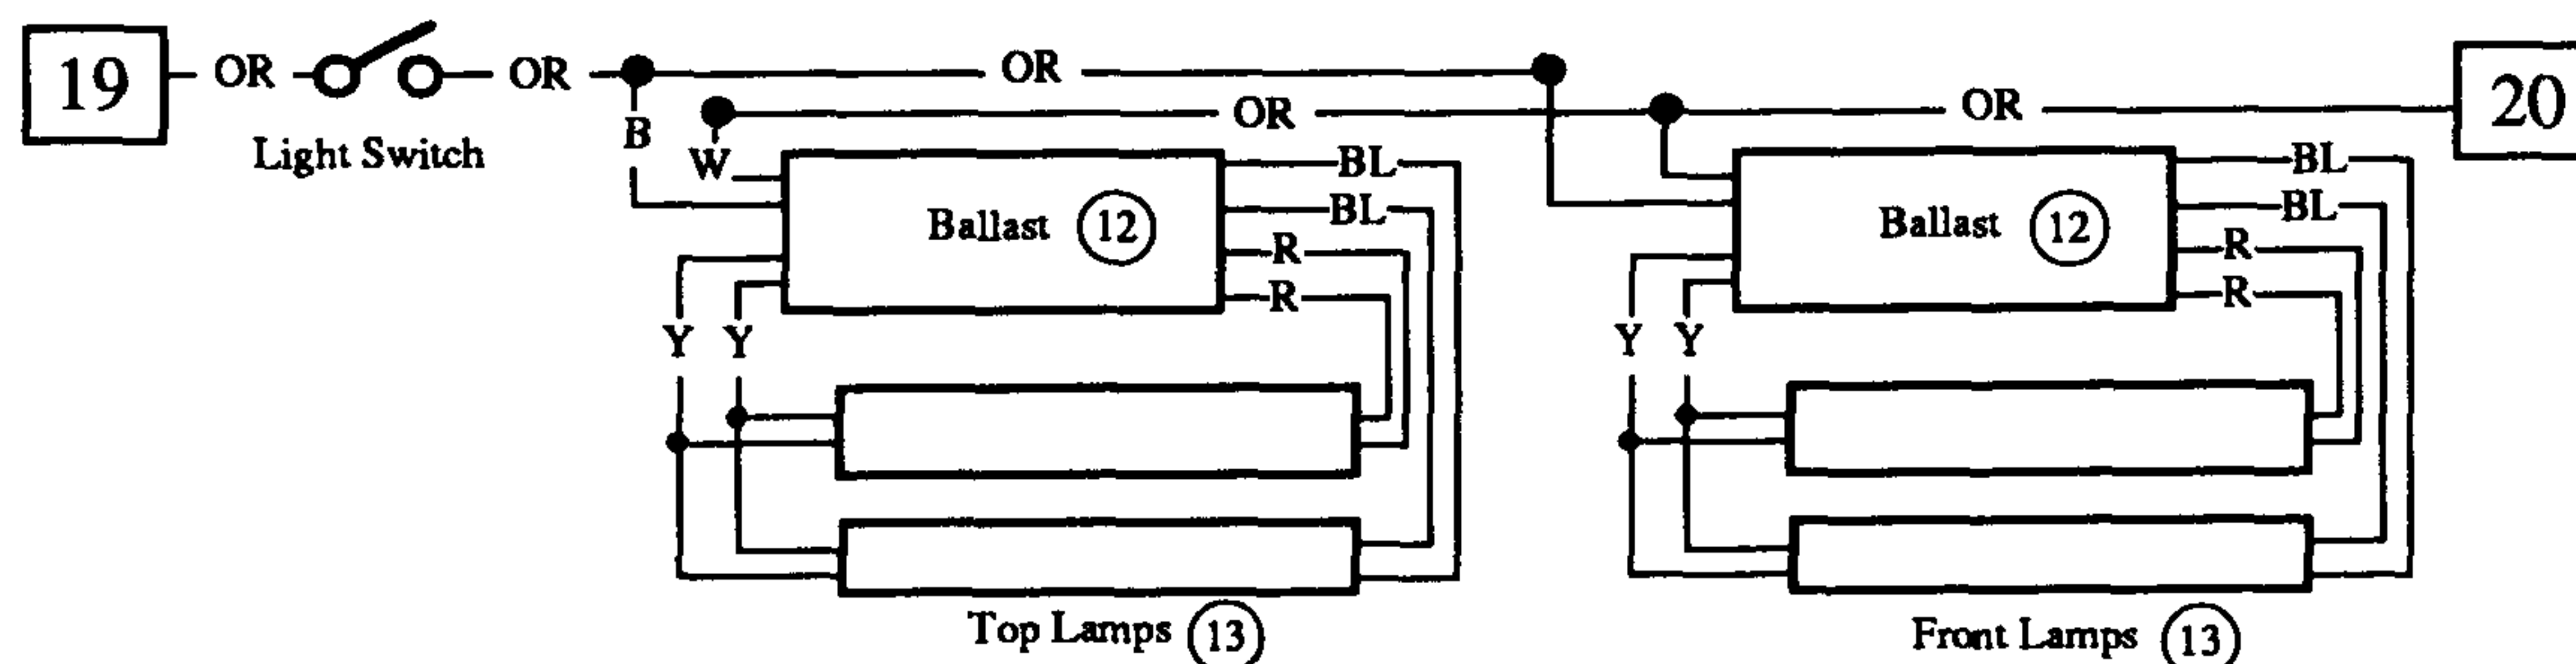 19 OR OR OR
OR OR 20
Light Switch
B
W
BL BL
Ballast 12 BL Ballast 12 BL
R R
R R
Y Y Y Y
Top Lamps 13 Front Lamps 13